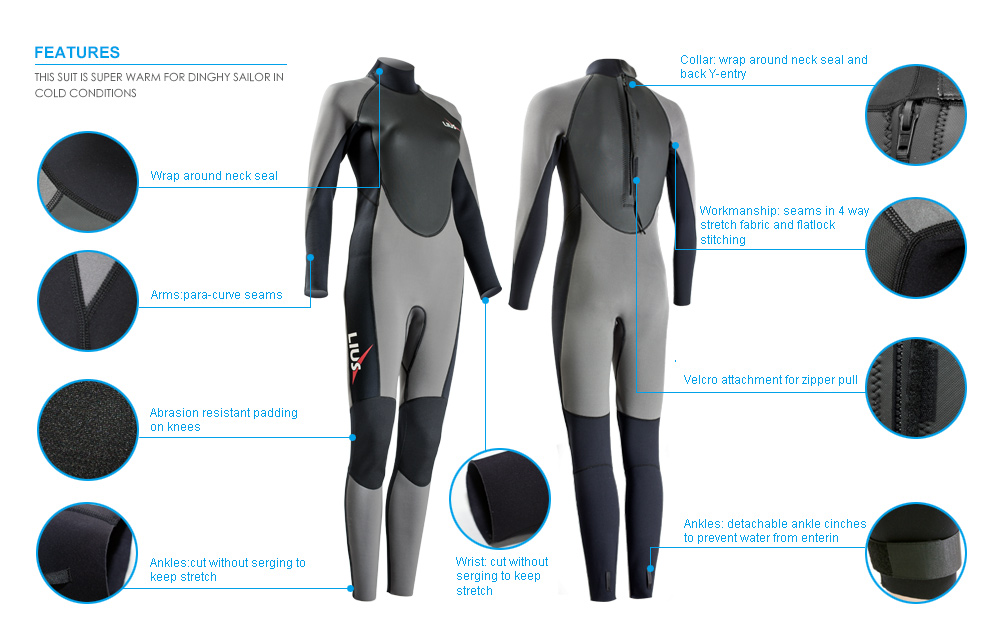 FEATURES
THIS SUIT IS SUPER WARM FOR DINGHY SAILOR IN
COLD CONDITIONS
Wrap around neck seal
Arms:para-curve seams
Abrasion resistant padding
on knees
Ankles:cut without serging to
keep stretch
LIUS
LIUS
Wrist: cut without
serging to keep
stretch
Collar: wrap around neck seal and
back Y-entry
Workmanship: seams in 4 way
stretch fabric and flatlock
stitching
Velcro attachment for zipper pull
Ankles: detachable ankle cinches
to prevent water from enterin